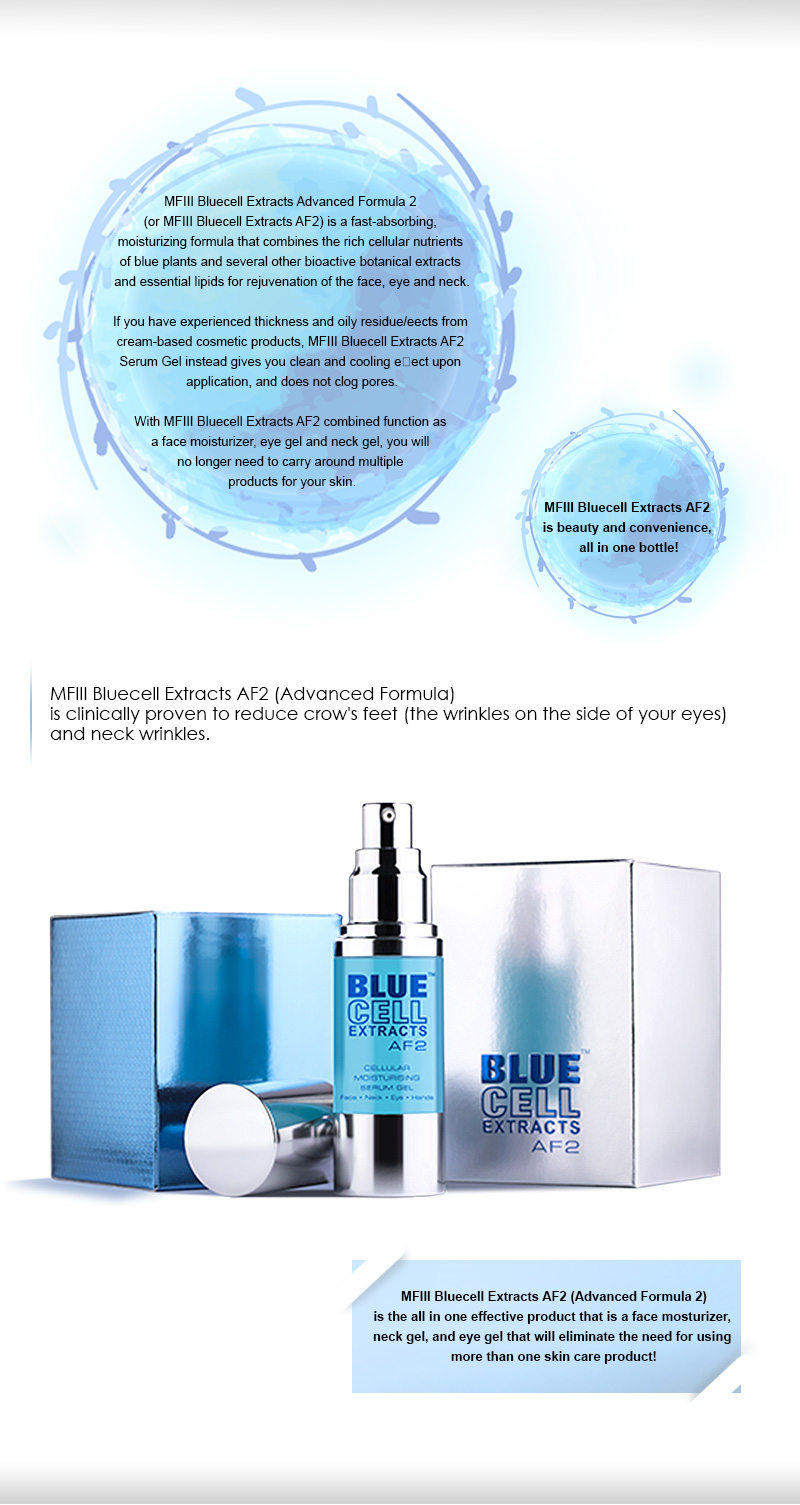 MFIII Bluecell Extracts Advanced Formula 2
(or MFIII Bluecell Extracts AF2) is a fast-absorbing,
moisturizing formula that combines the rich cellular nutrients
of blue plants and several other bioactive botanical extracts
and essential lipids for rejuvenation of the face, eye and neck.
If you have experienced thickness and oily residue/eects from
cream-based cosmetic products, MFIII Bluecell Extracts AF2
Serum Gel instead gives you clean and cooling e□ect upon
application, and does not clog pores.
With MFIII Bluecell Extracts AF2 combined function as
a face moisturizer, eye gel and neck gel, you will
no longer need to carry around multiple
products for your skin.
MFIII Bluecell Extracts AF2
is beauty and convenience,
all in one bottle!
MFIII Bluecell Extracts AF2 (Advanced Formula)
is clinically proven to reduce crow's feet (the wrinkles on the side of your eyes)
and neck wrinkles.
BLUE™
CELL
EXTRACTS
AF2
CELLULAR
MOISTURISING
SERUM GEL
Face • Neck • Eye • Hands
BLUE™
CELL
EXTRACTS
AF2
MFIII Bluecell Extracts AF2 (Advanced Formula 2)
is the all in one effective product that is a face mosturizer,
neck gel, and eye gel that will eliminate the need for using
more than one skin care product!